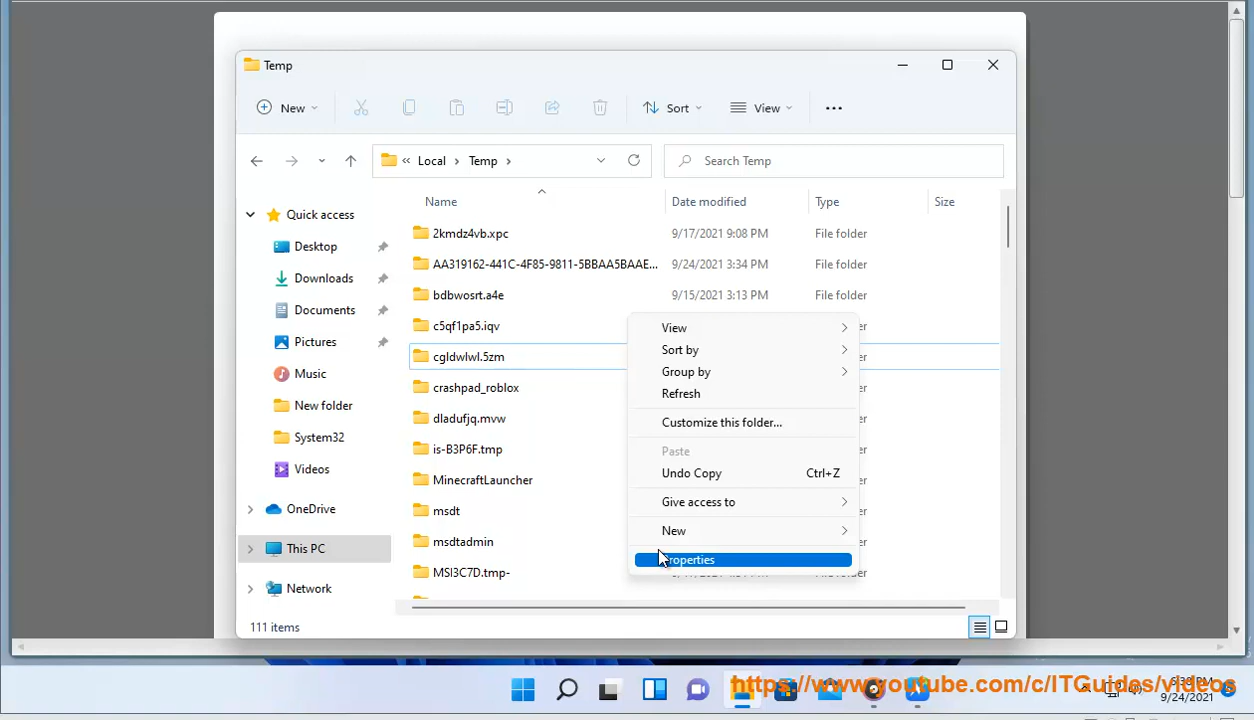 Temp
New
Sort
View
« Local > Temp >
Search Temp
Name Date modified Type Size
Quick access
Desktop
Downloads
Documents
Pictures
Music
New folder
System32
Videos
OneDrive
This PC
Network
2kmdz4vb.xpc 9/17/2021 9:08 PM File folder
AA319162-441C-4F85-9811-5BBAA5BAAE... 9/24/2021 3:34 PM File folder
bdbwosrt.a4e 9/15/2021 3:13 PM File folder
c5qf1pa5.iqv
cgldwlwl.5zm
crashpad_roblox
dladufjq.mvw
is-B3P6F.tmp
MinecraftLauncher
msdt
msdtadmin
MSI3C7D.tmp-
View
Sort by
Group by
Refresh
Customize this folder...
Paste
Undo Copy Ctrl+Z
Give access to
New
Properties
111 items
https://www.youtube.com/c/ITGuides/videos
6:38 PM
9/24/2021